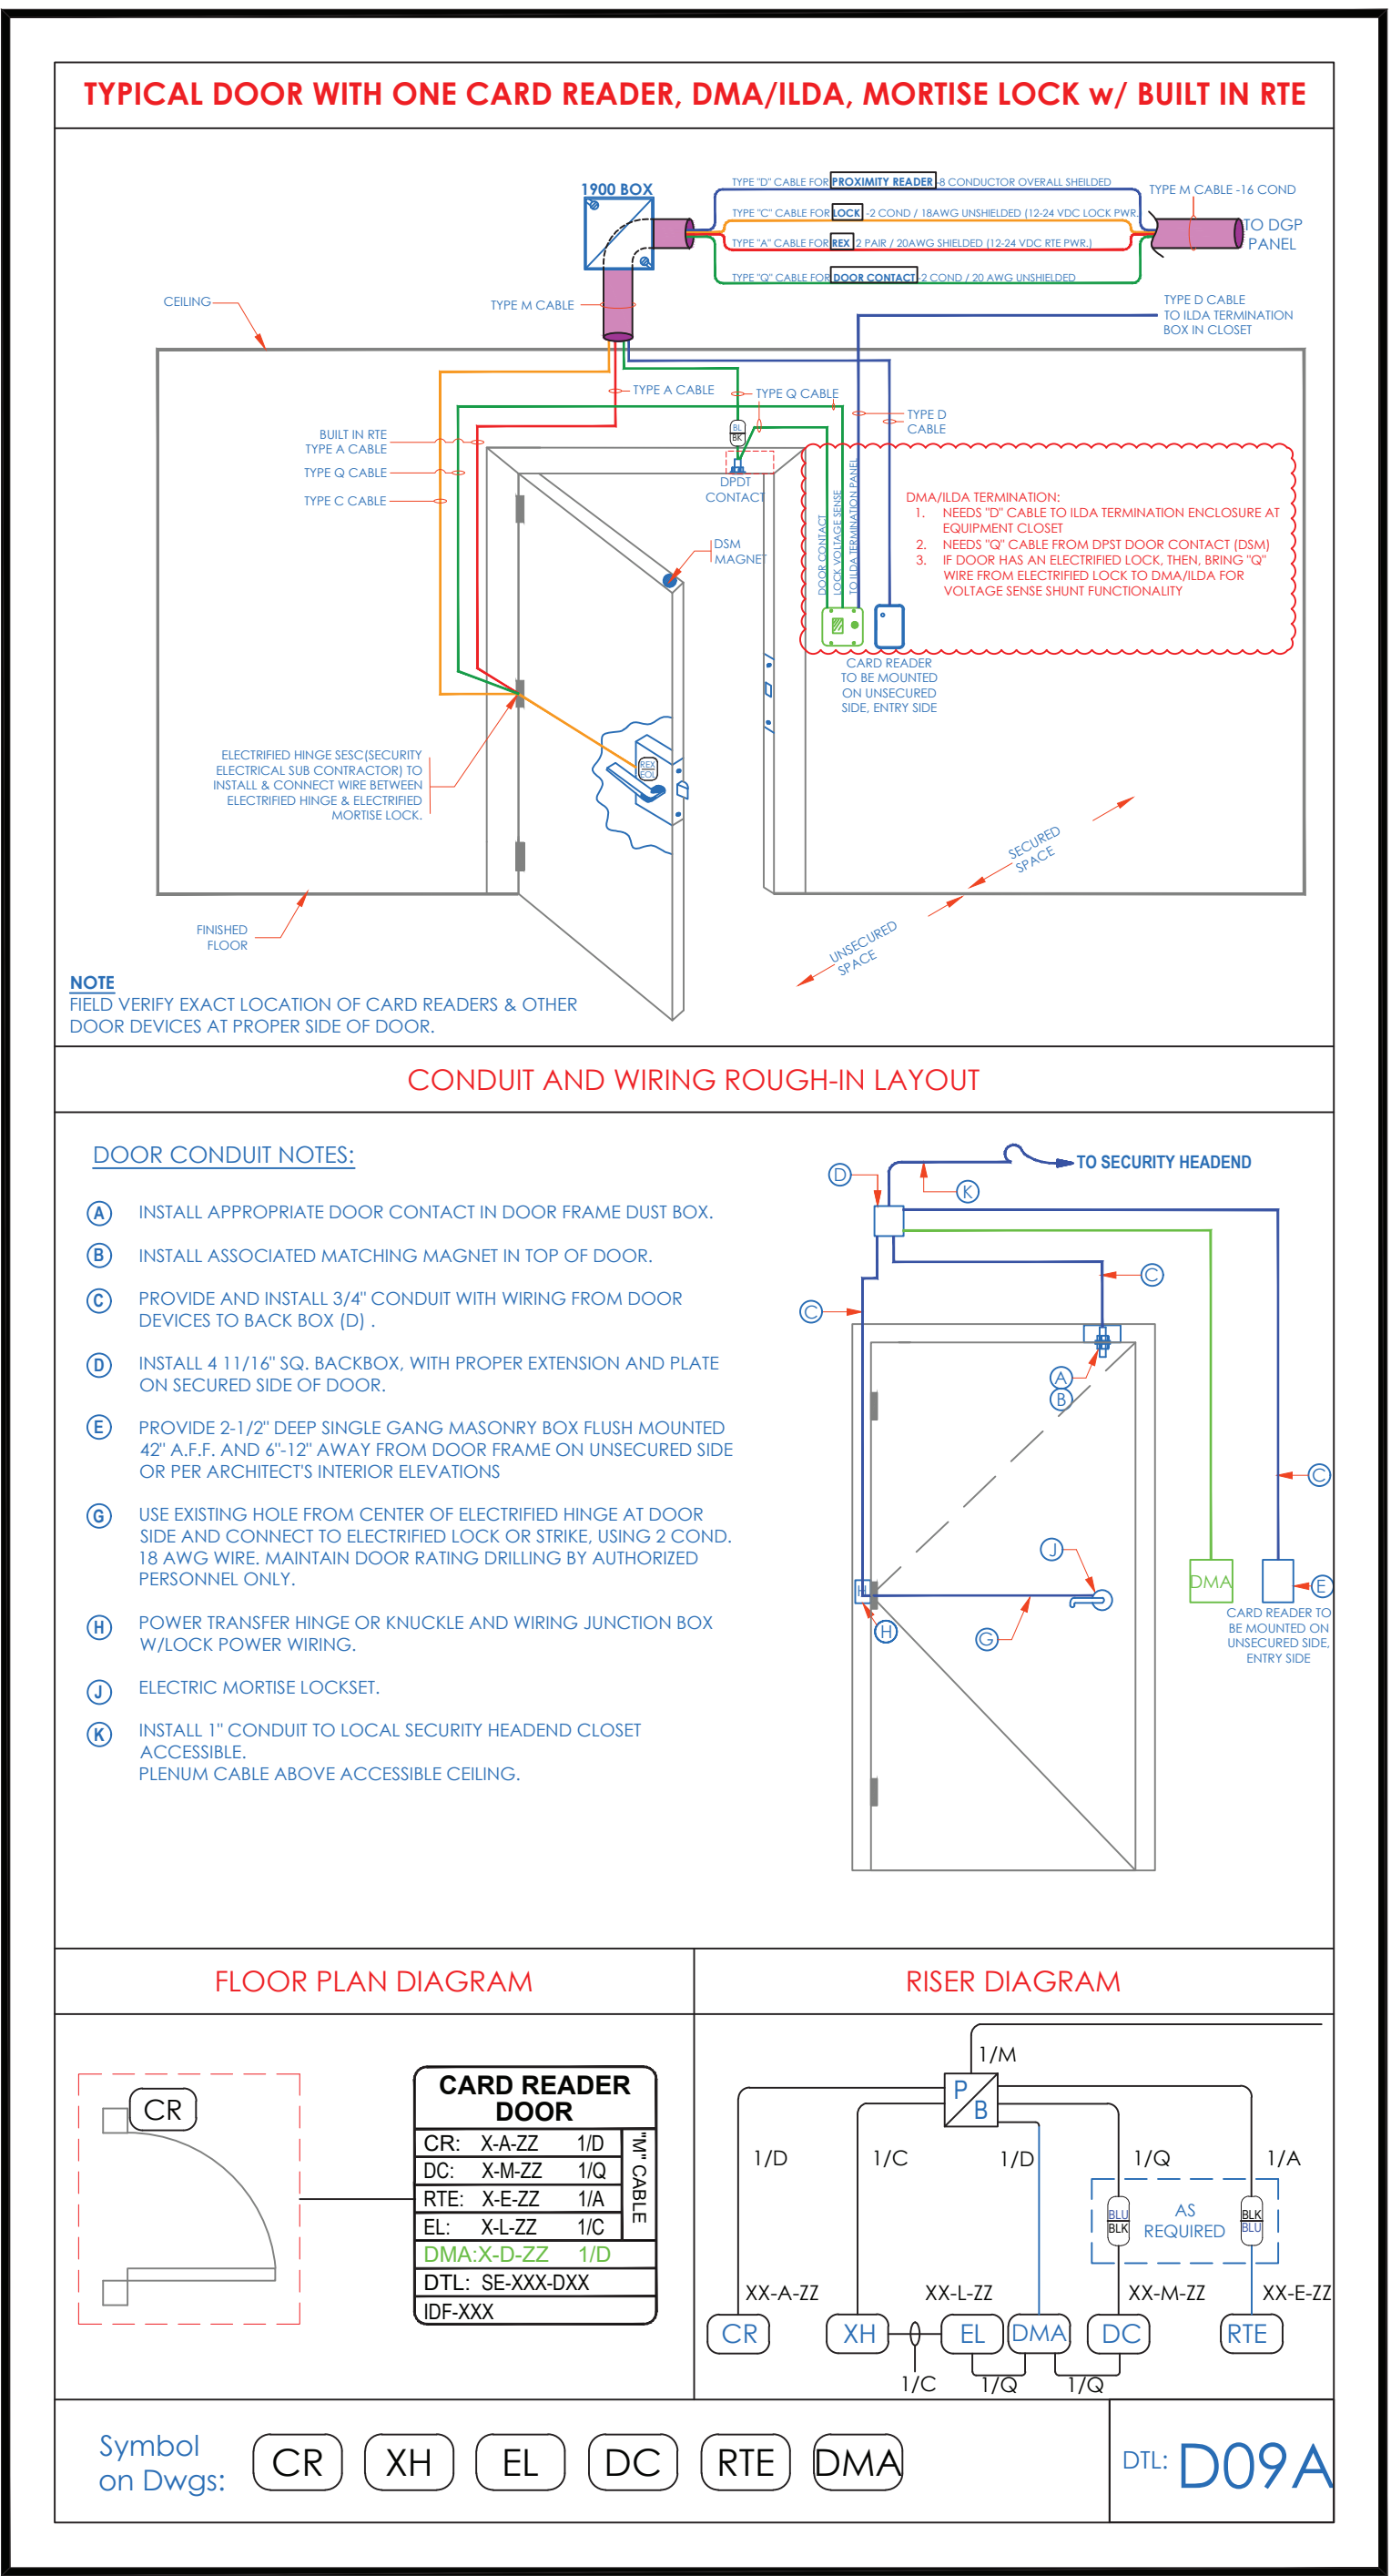 TYPICAL DOOR WITH ONE CARD READER, DMA/ILDA, MORTISE LOCK w/ BUILT IN RTE
1900 BOX
TYPE "D" CABLE FOR PROXIMITY READER -8 CONDUCTOR OVERALL SHEILDED
TYPE "C" CABLE FOR LOCK -2 COND / 18AWG UNSHIELDED (12-24 VDC LOCK PWR.
TYPE "A" CABLE FOR REX 2 PAIR / 20AWG SHIELDED (12-24 VDC RTE PWR.)
TYPE "Q" CABLE FOR DOOR CONTACT -2 COND / 20 AWG UNSHIELDED
TYPE M CABLE -16 COND
TO DGP
PANEL
TYPE M CABLE
CEILING
TYPE D CABLE
TO ILDA TERMINATION
BOX IN CLOSET
TYPE A CABLE
TYPE Q CABLE
TYPE D
CABLE
BUILT IN RTE
TYPE A CABLE
TYPE Q CABLE
TYPE C CABLE
BL
BK
DPDT
CONTACT
DSM
MAGNET
DOOR CONTACT
LOCK VOLTAGE SENSE
TO ILDA TERMINATION PANEL
DMA/ILDA TERMINATION:
1. NEEDS "D" CABLE TO ILDA TERMINATION ENCLOSURE AT
EQUIPMENT CLOSET
2. NEEDS "Q" CABLE FROM DPST DOOR CONTACT (DSM)
3. IF DOOR HAS AN ELECTRIFIED LOCK, THEN, BRING "Q"
WIRE FROM ELECTRIFIED LOCK TO DMA/ILDA FOR
VOLTAGE SENSE SHUNT FUNCTIONALITY
CARD READER
TO BE MOUNTED
ON UNSECURED
SIDE, ENTRY SIDE
ELECTRIFIED HINGE SESC(SECURITY
ELECTRICAL SUB CONTRACTOR) TO
INSTALL & CONNECT WIRE BETWEEN
ELECTRIFIED HINGE & ELECTRIFIED
MORTISE LOCK.
REX
EOL
SECURED
SPACE
UNSECURED
SPACE
FINISHED
FLOOR
NOTE
FIELD VERIFY EXACT LOCATION OF CARD READERS & OTHER
DOOR DEVICES AT PROPER SIDE OF DOOR.
CONDUIT AND WIRING ROUGH-IN LAYOUT
DOOR CONDUIT NOTES:
A INSTALL APPROPRIATE DOOR CONTACT IN DOOR FRAME DUST BOX.
B INSTALL ASSOCIATED MATCHING MAGNET IN TOP OF DOOR.
C PROVIDE AND INSTALL 3/4" CONDUIT WITH WIRING FROM DOOR
DEVICES TO BACK BOX (D) .
D INSTALL 4 11/16" SQ. BACKBOX, WITH PROPER EXTENSION AND PLATE
ON SECURED SIDE OF DOOR.
E PROVIDE 2-1/2" DEEP SINGLE GANG MASONRY BOX FLUSH MOUNTED
42" A.F.F. AND 6"-12" AWAY FROM DOOR FRAME ON UNSECURED SIDE
OR PER ARCHITECT'S INTERIOR ELEVATIONS
G USE EXISTING HOLE FROM CENTER OF ELECTRIFIED HINGE AT DOOR
SIDE AND CONNECT TO ELECTRIFIED LOCK OR STRIKE, USING 2 COND.
18 AWG WIRE. MAINTAIN DOOR RATING DRILLING BY AUTHORIZED
PERSONNEL ONLY.
H POWER TRANSFER HINGE OR KNUCKLE AND WIRING JUNCTION BOX
W/LOCK POWER WIRING.
J ELECTRIC MORTISE LOCKSET.
K INSTALL 1" CONDUIT TO LOCAL SECURITY HEADEND CLOSET
ACCESSIBLE.
PLENUM CABLE ABOVE ACCESSIBLE CEILING.
TO SECURITY HEADEND
D
K
C
C
A
B
C
J
H
H
G
DMA
E
CARD READER TO
BE MOUNTED ON
UNSECURED SIDE,
ENTRY SIDE
FLOOR PLAN DIAGRAM
CR
CARD READER
DOOR
CR: X-A-ZZ 1/D
DC: X-M-ZZ 1/Q
RTE: X-E-ZZ 1/A
EL: X-L-ZZ 1/C
"M" CABLE
DMA:X-D-ZZ 1/D
DTL: SE-XXX-DXX
IDF-XXX
RISER DIAGRAM
1/M
P
B
1/D
1/C
1/D
1/Q
1/A
BLU
BLK
AS
REQUIRED
BLK
BLU
XX-A-ZZ
XX-L-ZZ
XX-M-ZZ
XX-E-ZZ
CR
XH
EL
DMA
DC
RTE
1/C
1/Q
1/Q
Symbol
on Dwgs:
CR
XH
EL
DC
RTE
DMA
DTL: D09A